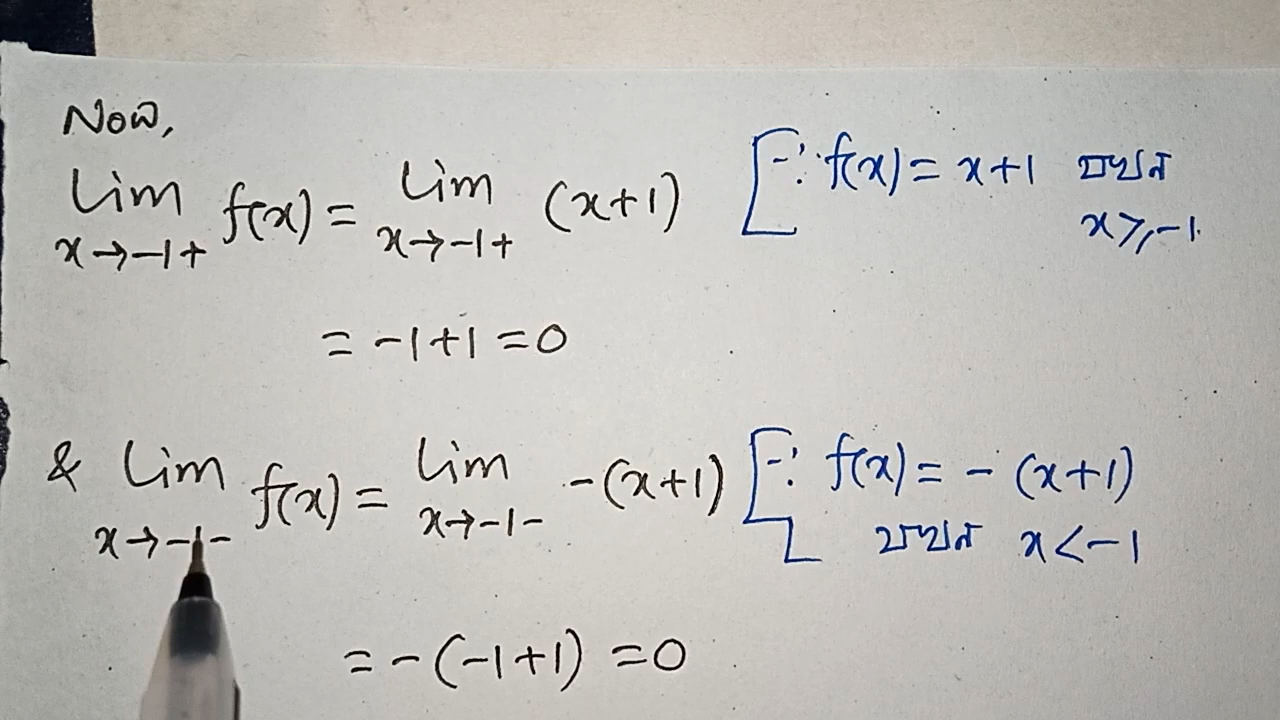 Now,
lim f(x) = lim (x+1) [∵ f(x) = x+1 যখন
x→-1+ x→-1+ x≥-1.
= -1+1 = 0
& lim f(x) = lim -(x+1) [∵ f(x) = -(x+1)
x→-1- x→-1- যখন x<-1
= -(-1+1) = 0